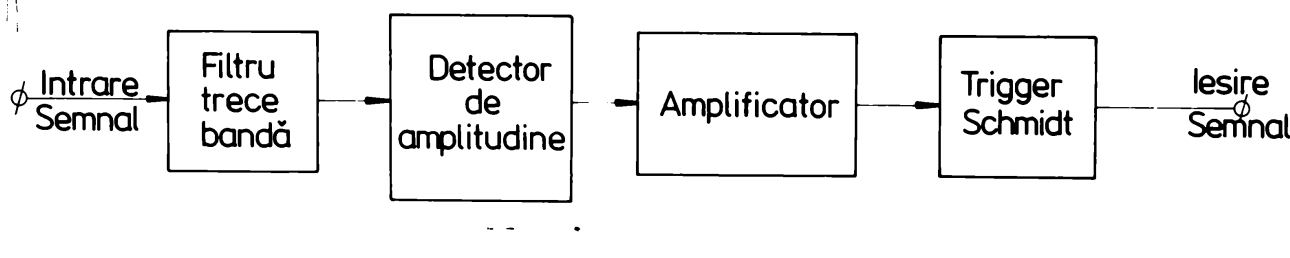 Intrare
Semnal
Filtru
trece
bandă
Detector
de
amplitudine
Amplificator
Trigger
Schmidt
Iesire
Semnal